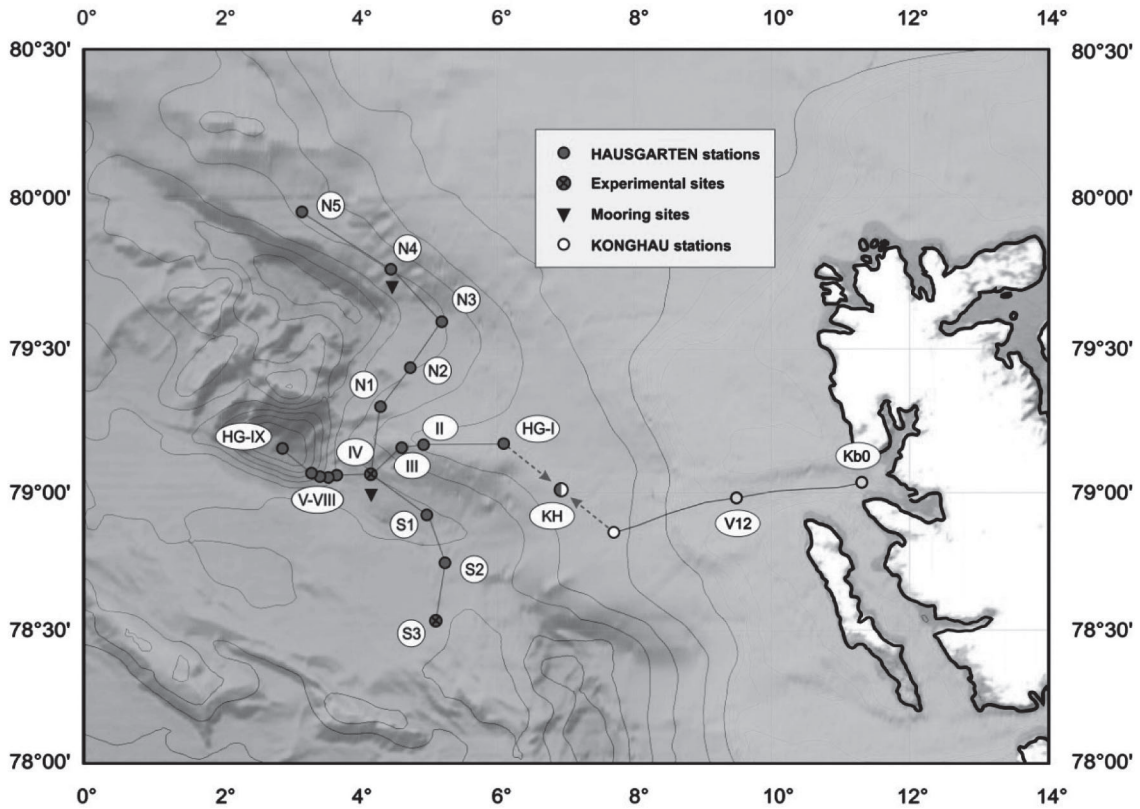 0° 2° 4° 6° 8° 10° 12° 14°
80°30' 80°30'
HAUSGARTEN stations
Experimental sites
80°00' 80°00'
N5
Mooring sites
KONGHAU stations
N4
N3
79°30' 79°30'
N2
N1
II HG-I
HG-IX IV
III Kb0
79°00' 79°00'
V-VIII
KH V12
S1
S2
78°30' 78°30'
S3
78°00' 78°00'
0° 2° 4° 6° 8° 10° 12° 14°